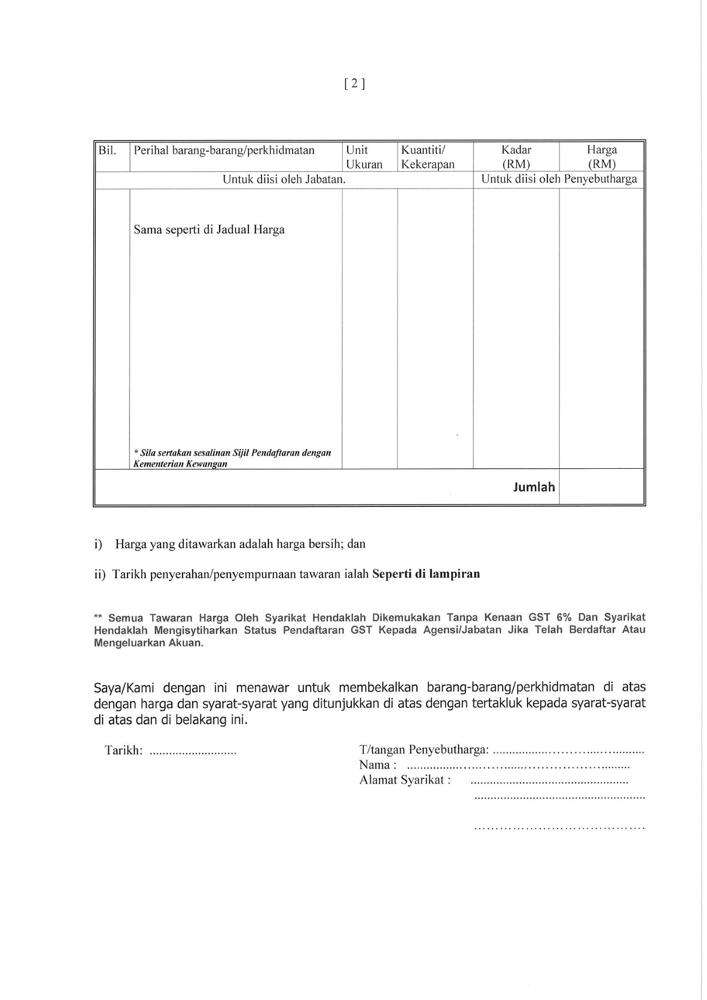 [ 2 ]
Bil.
Perihal barang-barang/perkhidmatan
Unit
Ukuran
Kuantiti/
Kekerapan
Kadar
(RM)
Harga
(RM)
Untuk diisi oleh Jabatan.
Untuk diisi oleh Penyebutharga
Sama seperti di Jadual Harga
* Sila sertakan sesalinan Sijil Pendaftaran dengan
Kementerian Kewangan
Jumlah
i) Harga yang ditawarkan adalah harga bersih; dan
ii) Tarikh penyerahan/penyempurnaan tawaran ialah Seperti di lampiran
** Semua Tawaran Harga Oleh Syarikat Hendaklah Dikemukakan Tanpa Kenaan GST 6% Dan Syarikat
Hendaklah Mengisytiharkan Status Pendaftaran GST Kepada Agensi/Jabatan Jika Telah Berdaftar Atau
Mengeluarkan Akuan.
Saya/Kami dengan ini menawar untuk membekalkan barang-barang/perkhidmatan di atas
dengan harga dan syarat-syarat yang ditunjukkan di atas dengan tertakluk kepada syarat-syarat
di atas dan di belakang ini.
Tarikh: ...........................
T/tangan Penyebutharga: ...............................................
Nama : .....................................................................
Alamat Syarikat : .................................................
.....................................................
........................................